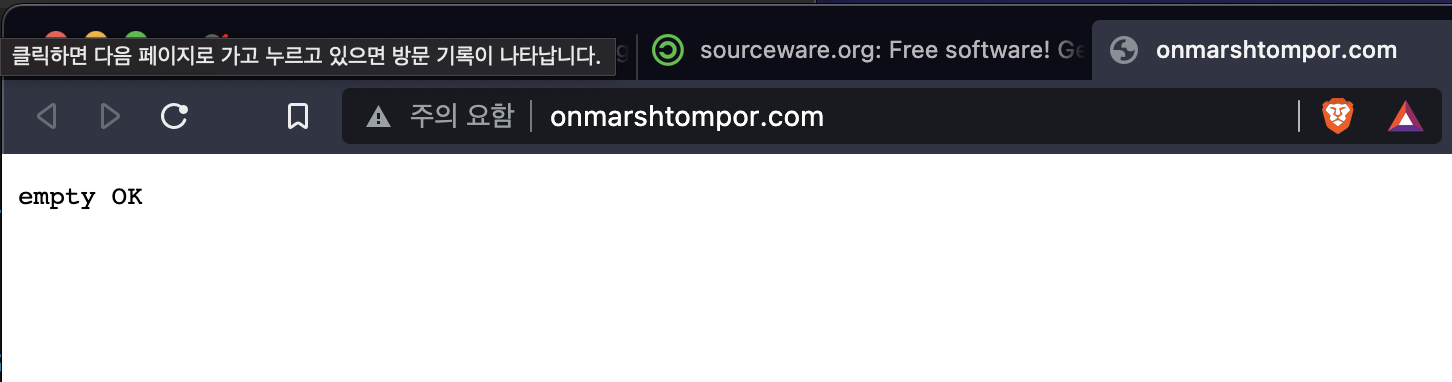 클릭하면 다음 페이지로 가고 누르고 있으면 방문 기록이 나타납니다.
sourceware.org: Free software! Ge
onmarshtompor.com
주의 요함
onmarshtompor.com
empty OK